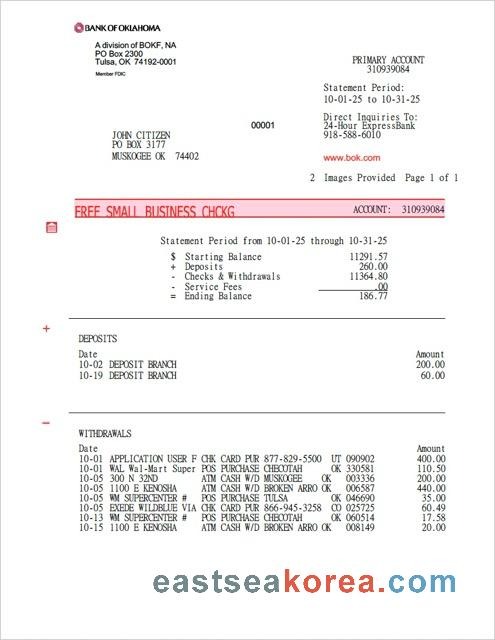 BANK OF OKLAHOMA
A division of BOKF, NA
PO Box 2300
Tulsa, OK 74192-0001
Member FDIC
PRIMARY ACCOUNT
310939084
Statement Period:
10-01-25 to 10-31-25
Direct Inquiries To:
24-Hour ExpressBank
918-588-6010
00001
JOHN CITIZEN
PO BOX 3177
MUSKOGEE OK 74402
www.bok.com
2 Images Provided Page 1 of 1
FREE SMALL BUSINESS CHCKG ACCOUNT: 310939084
Statement Period from 10-01-25 through 10-31-25
$ Starting Balance 11291.57
+ Deposits 260.00
- Checks & Withdrawals 11364.80
- Service Fees .00
= Ending Balance 186.77
+
DEPOSITS
Date Amount
10-02 DEPOSIT BRANCH 200.00
10-19 DEPOSIT BRANCH 60.00
−
WITHDRAWALS
Date Amount
10-01 APPLICATION USER F CHK CARD PUR 877-829-5500 UT 090902 400.00
10-01 WAL Wal-Mart Super POS PURCHASE CHECOTAH OK 330581 110.50
10-05 300 N 32ND ATM CASH W/D MUSKOGEE OK 003336 200.00
10-05 1100 E KENOSHA ATM CASH W/D BROKEN ARRO OK 006587 440.00
10-05 WM SUPERCENTER # POS PURCHASE TULSA OK 046690 35.00
10-05 EXEDE WILDBLUE VIA CHK CARD PUR 866-945-3258 CO 025725 60.49
10-13 WM SUPERCENTER # POS PURCHASE CHECOTAH OK 060514 17.58
10-15 1100 E KENOSHA ATM CASH W/D BROKEN ARRO OK 008149 20.00
eastseakorea.com